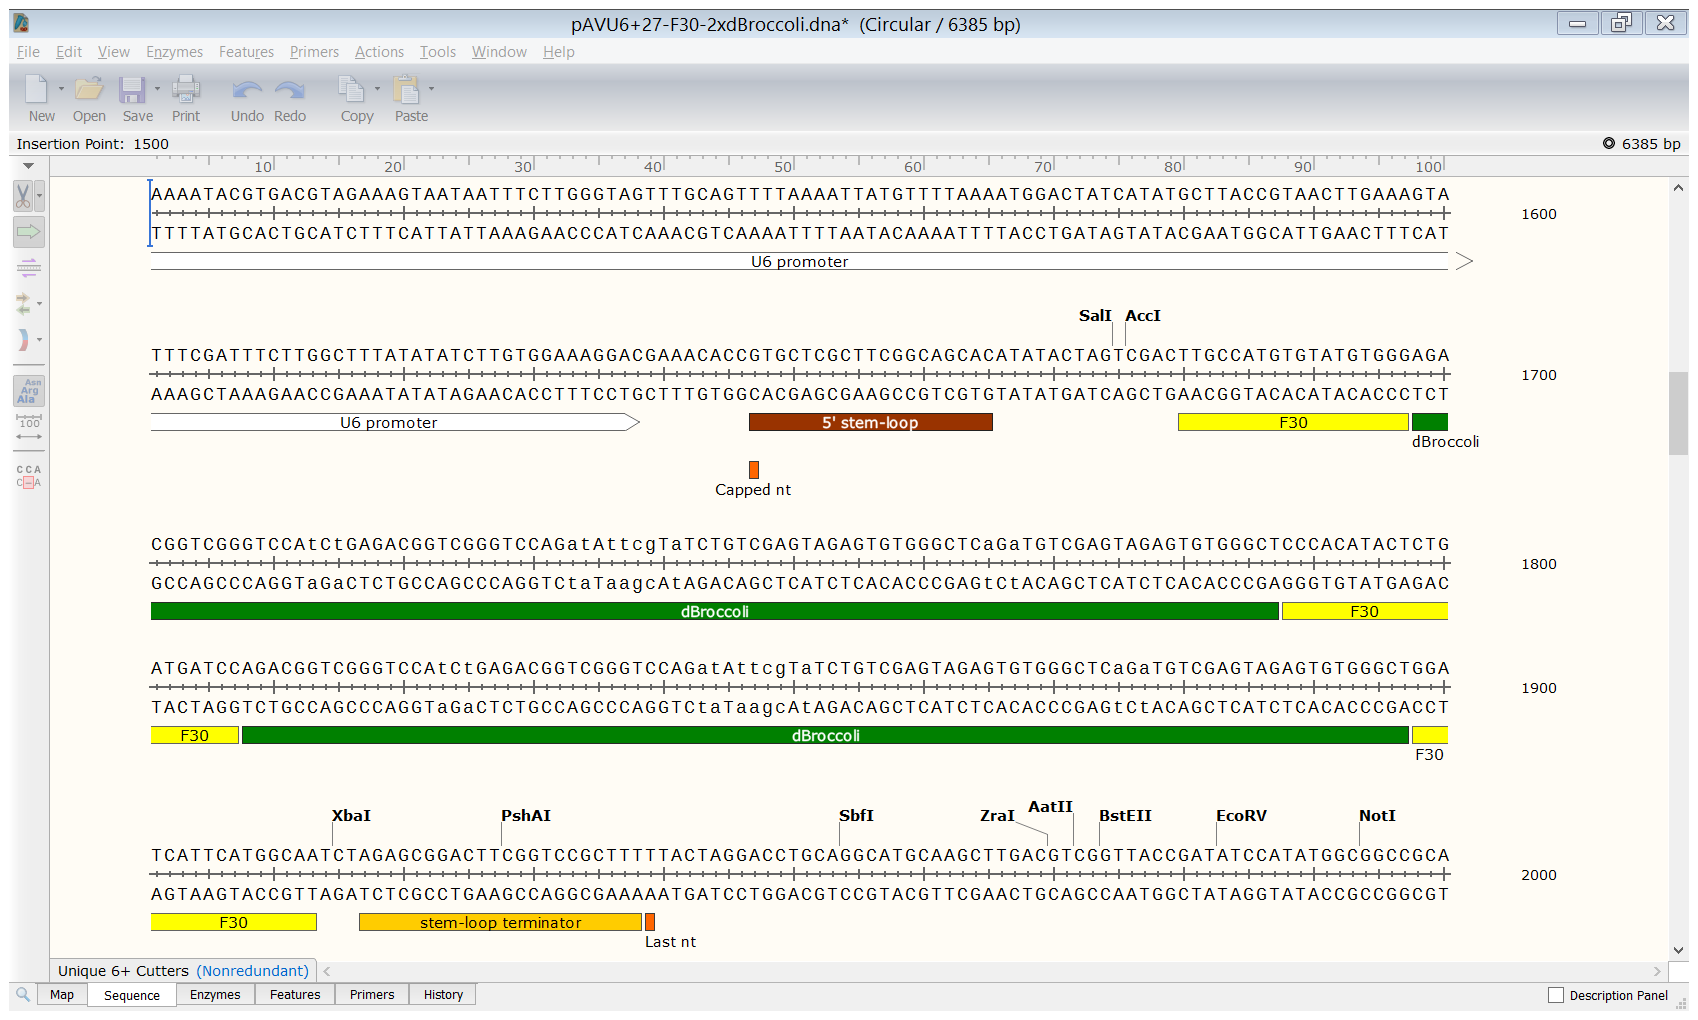 pAVU6+27-F30-2xdBroccoli.dna* (Circular / 6385 bp)
File Edit View Enzymes Features Primers Actions Tools Window Help
New Open Save Print Undo Redo Copy Paste
Insertion Point: 1500 6385 bp
10 20 30 40 50 60 70 80 90 100
AAAATACGTGACGTAGAAAGTAATAATTTCTTGGGTAGTTTGCAGTTTTAAAATTATGTTTTAAAATGGACTATCATATGCTTACCGTAACTTGAAAGTA
1600
TTTTATGCACTGCATCTTTCATTATTAAAGAACCCATCAAACGTCAAAATTTTAATACAAAATTTTACCTGATAGTATACGAATGGCATTGAACTTTCAT
U6 promoter
SalI AccI
TTTCGATTTCTTGGCTTTATATATCTTGTGGAAAGGACGAAACACCGTGCTCGCTTCGGCAGCACATATACTAGTCGACTTGCCATGTGTATGTGGGAGA
1700
AAAGCTAAAGAACCGAAATATATAGAACACCTTTCCTGCTTTGTGGCACGAGCGAAGCCGTCGTGTATATGATCAGCTGAACGGTACACATACACCCTCT
U6 promoter 5' stem-loop F30
dBroccoli
Capped nt
CGGTCGGGTCCAtCtGAGACGGTCGGGTCCAGatAttcgTaTCTGTCGAGTAGAGTGTGGGCTCaGaTGTCGAGTAGAGTGTGGGCTCCCACATACTCTG
1800
GCCAGCCCAGGTaGaCTCTGCCAGCCCAGGTCtaTaagcAtAGACAGCTCATCTCACACCCGAGtCtACAGCTCATCTCACACCCGAGGGTGTATGAGAC
dBroccoli F30
ATGATCCAGACGGTCGGGTCCAtCtGAGACGGTCGGGTCCAGatAttcgTaTCTGTCGAGTAGAGTGTGGGCTCaGaTGTCGAGTAGAGTGTGGGCTGGA
1900
TACTAGGTCTGCCAGCCCAGGTaGaCTCTGCCAGCCCAGGTCtaTaagcAtAGACAGCTCATCTCACACCCGAGtCtACAGCTCATCTCACACCCGACCT
F30 dBroccoli
F30
XbaI PshAI SbfI ZraI AatII BstEII EcoRV NotI
TCATTCATGGCAATCTAGAGCGGACTTCGGTCCGCTTTTTACTAGGACCTGCAGGCATGCAAGCTTGACGTCGGTTACCGATATCCATATGGCGGCCGCA
2000
AGTAAGTACCGTTAGATCTCGCCTGAAGCCAGGCGAAAAATGATCCTGGACGTCCGTACGTTCGAACTGCAGCCAATGGCTATAGGTATACCGCCGGCGT
F30 stem-loop terminator
Last nt
Unique 6+ Cutters (Nonredundant)
Map Sequence Enzymes Features Primers History Description Panel
Asn
Arg
Ala
100
CCA
C–A